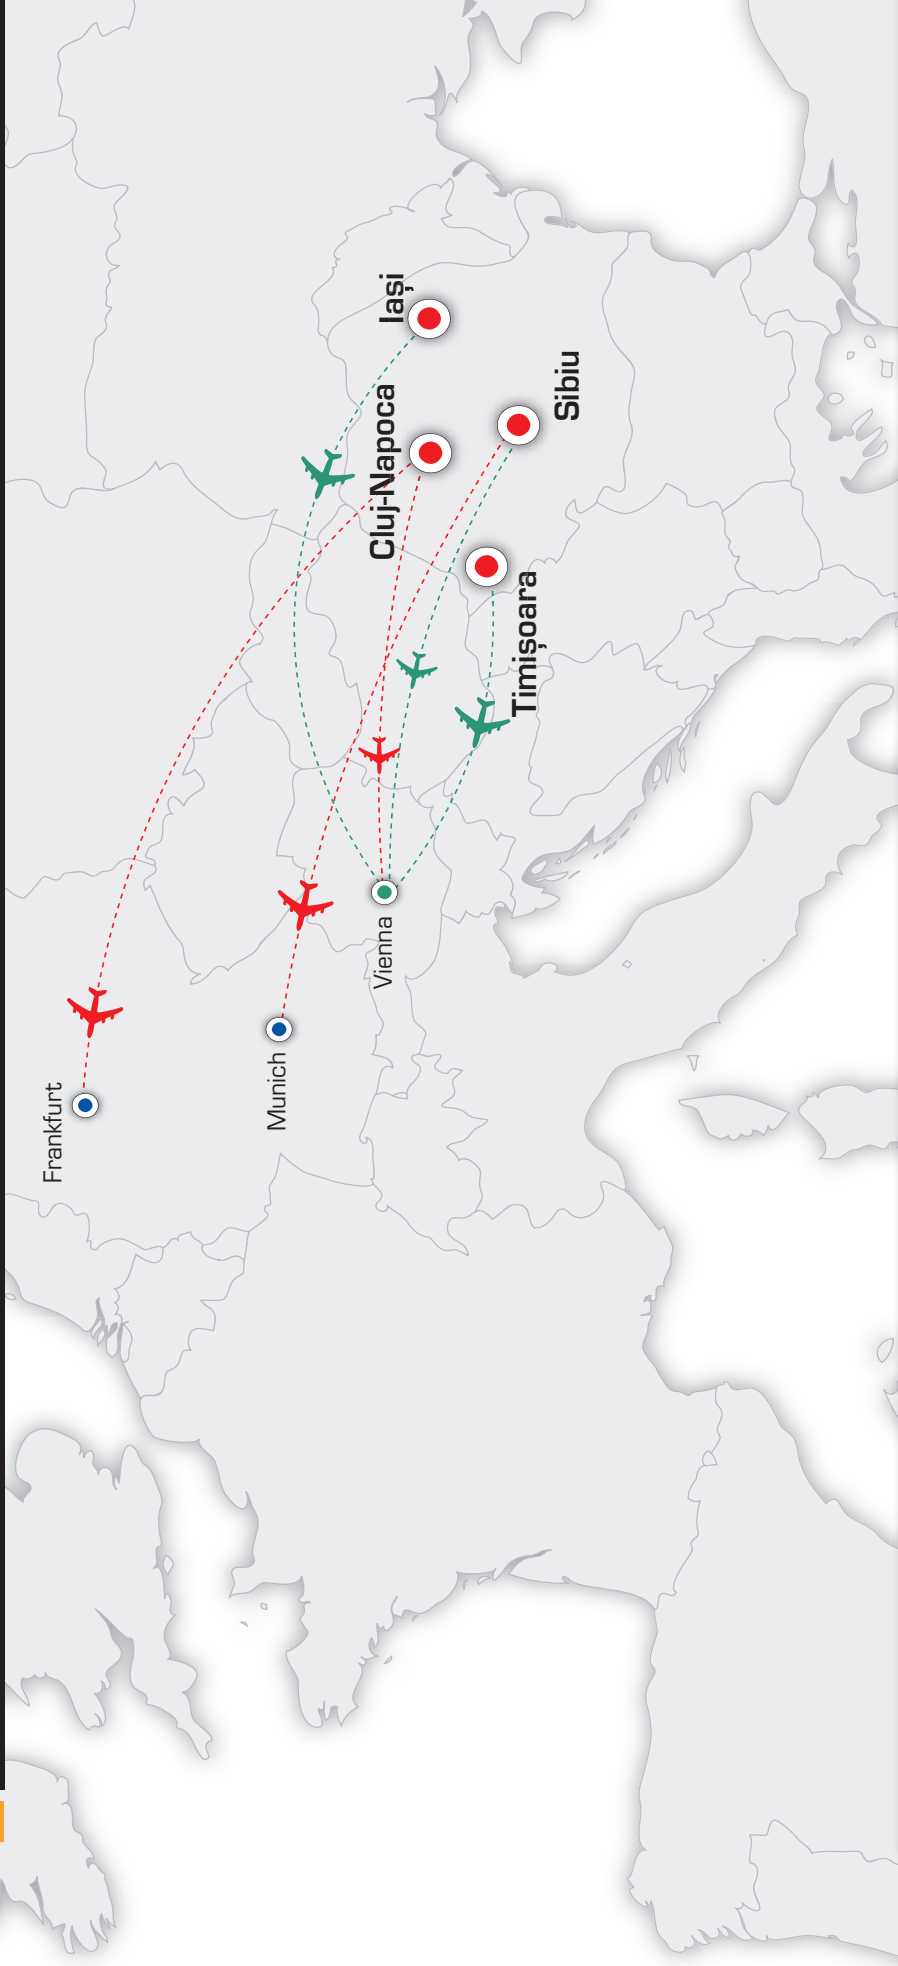 Frankfurt
Munich
Vienna
Cluj-Napoca
Iași
Timișoara
Sibiu